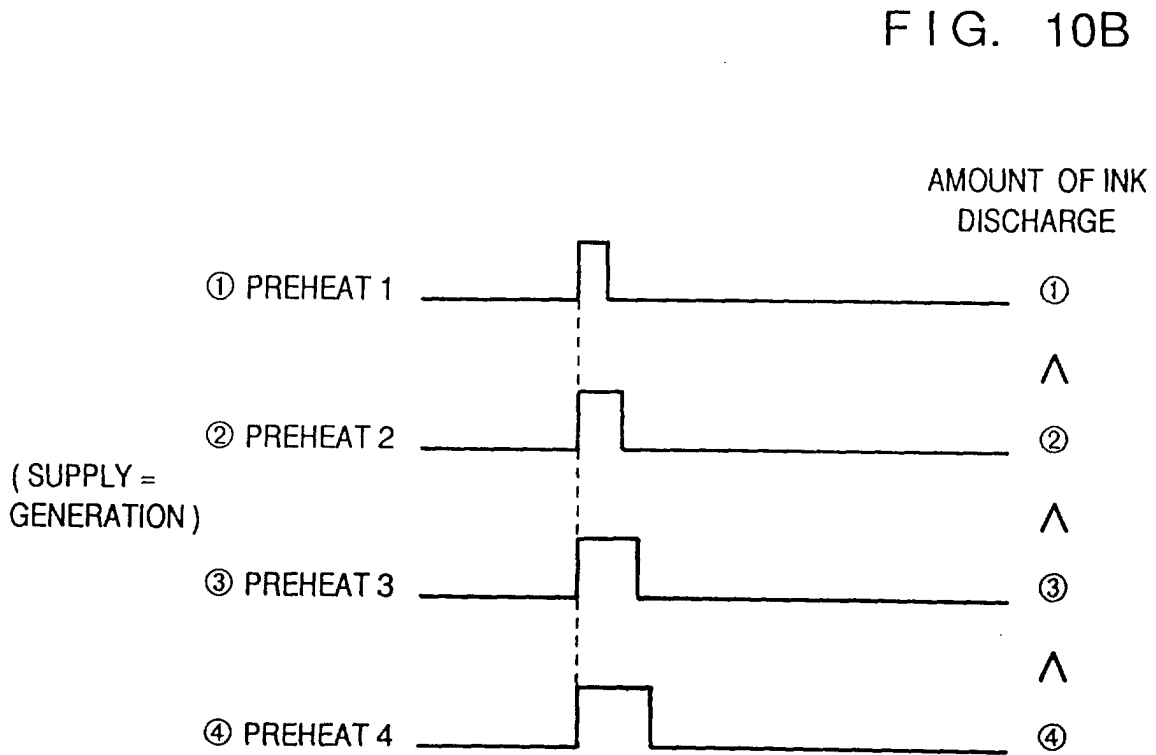 FIG. 10B
AMOUNT OF INK
DISCHARGE
① PREHEAT 1 ①
∧
② PREHEAT 2 ②
(SUPPLY =
GENERATION)
∧
③ PREHEAT 3 ③
∧
④ PREHEAT 4 ④